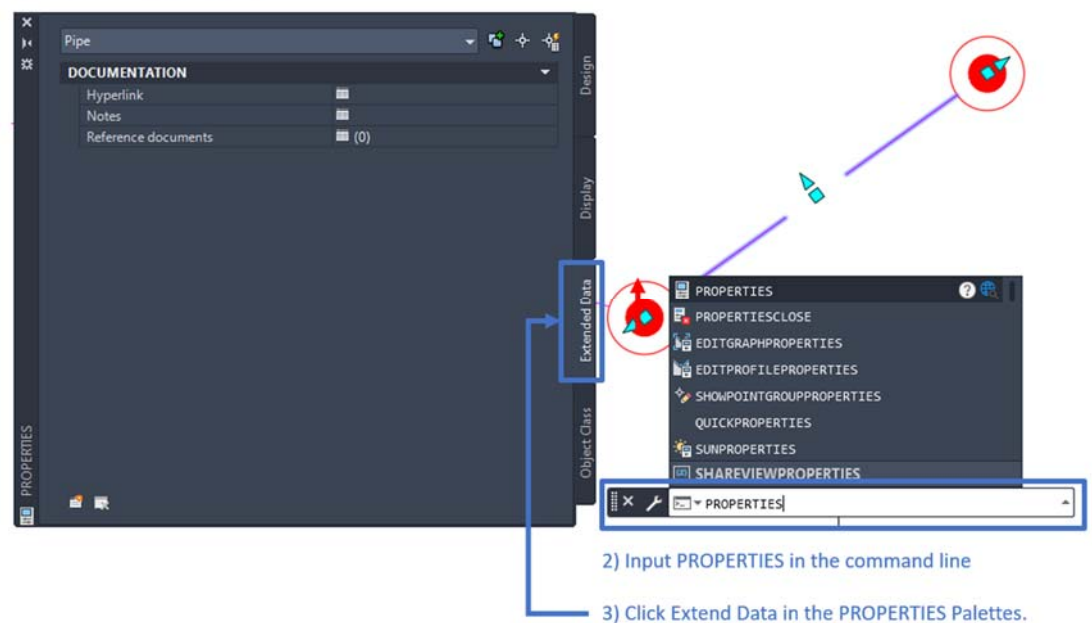 Pipe
DOCUMENTATION
Hyperlink
Notes
Reference documents (0)
Design
Display
Extended Data
Object Class
PROPERTIES
PROPERTIES
PROPERTIESCLOSE
EDITGRAPHPROPERTIES
EDITPROFILEPROPERTIES
SHOWPOINTGROUPPROPERTIES
QUICKPROPERTIES
SUNPROPERTIES
SHAREVIEWPROPERTIES
PROPERTIES
2) Input PROPERTIES in the command line
3) Click Extend Data in the PROPERTIES Palettes.